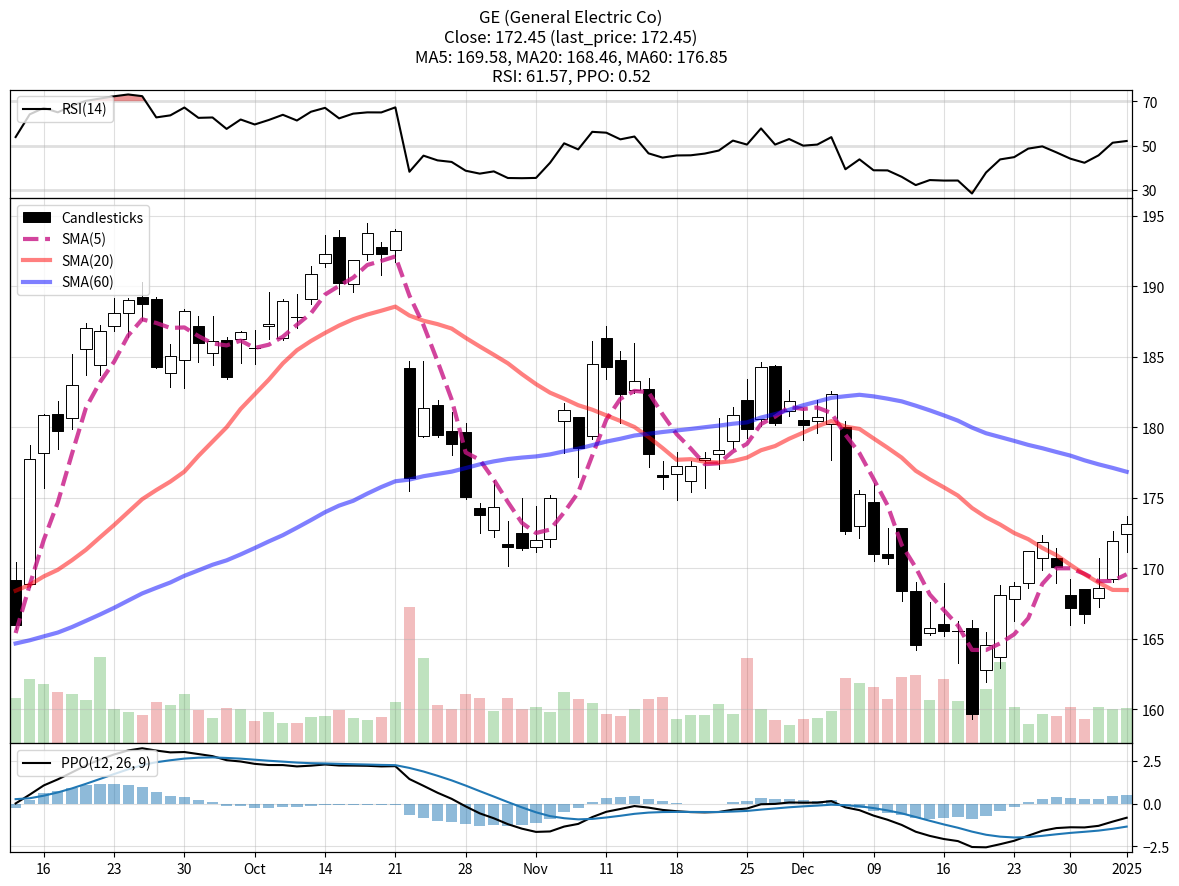 GE (General Electric Co)
Close: 172.45 (last_price: 172.45)
MA5: 169.58, MA20: 168.46, MA60: 176.85
RSI: 61.57, PPO: 0.52
RSI(14)
70
50
30
Candlesticks
SMA(5)
SMA(20)
SMA(60)
195
190
185
180
175
170
165
160
PPO(12, 26, 9)
2.5
0.0
−2.5
16 23 30 Oct 14 21 28 Nov 11 18 25 Dec 09 16 23 30 2025